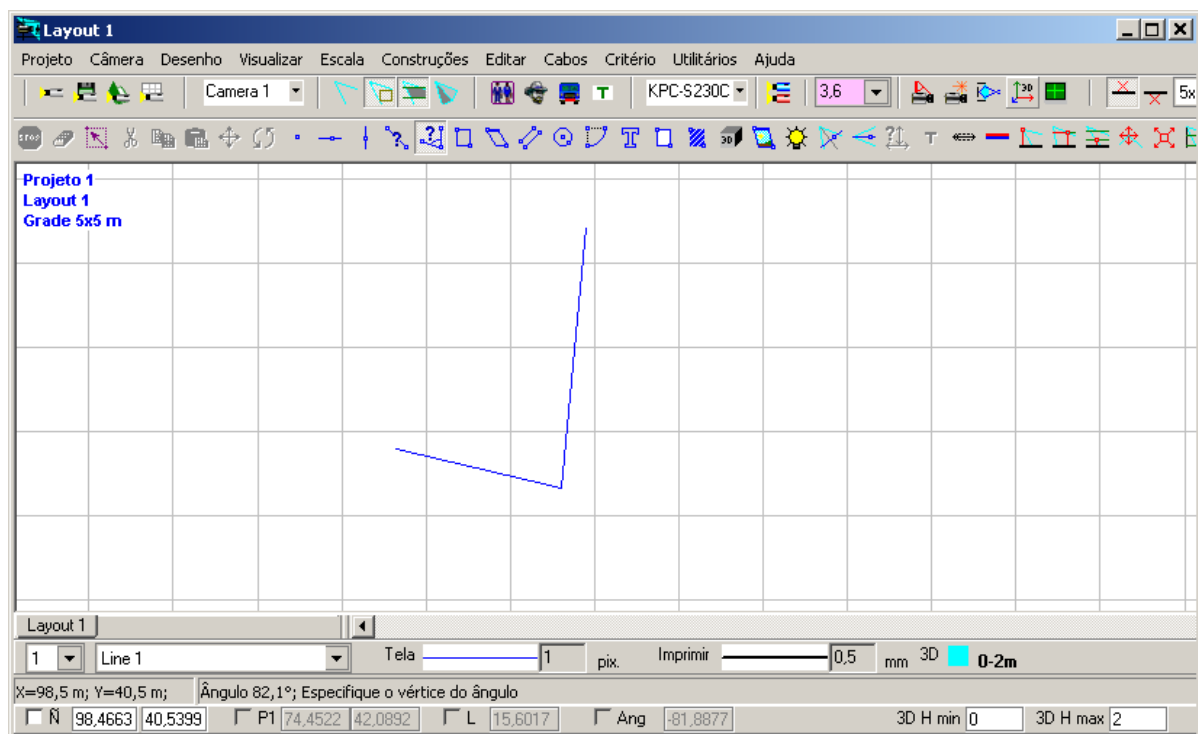 Layout 1
Projeto Câmera Desenho Visualizar Escala Construções Editar Cabos Critério Utilitários Ajuda
Camera 1 T KPC-S230C 3,6 5x
STOP T 3D T
Projeto 1
Layout 1
Grade 5x5 m
Layout 1
1 Line 1 Tela 1 pix. Imprimir 0,5 mm 3D 0-2m
X=98,5 m; Y=40,5 m; Ângulo 82,1°; Especifique o vértice do ângulo
Ñ 98,4663 40,5399 P1 74,4522 42,0892 L 15,6017 Ang -81,8877 3D H min 0 3D H max 2